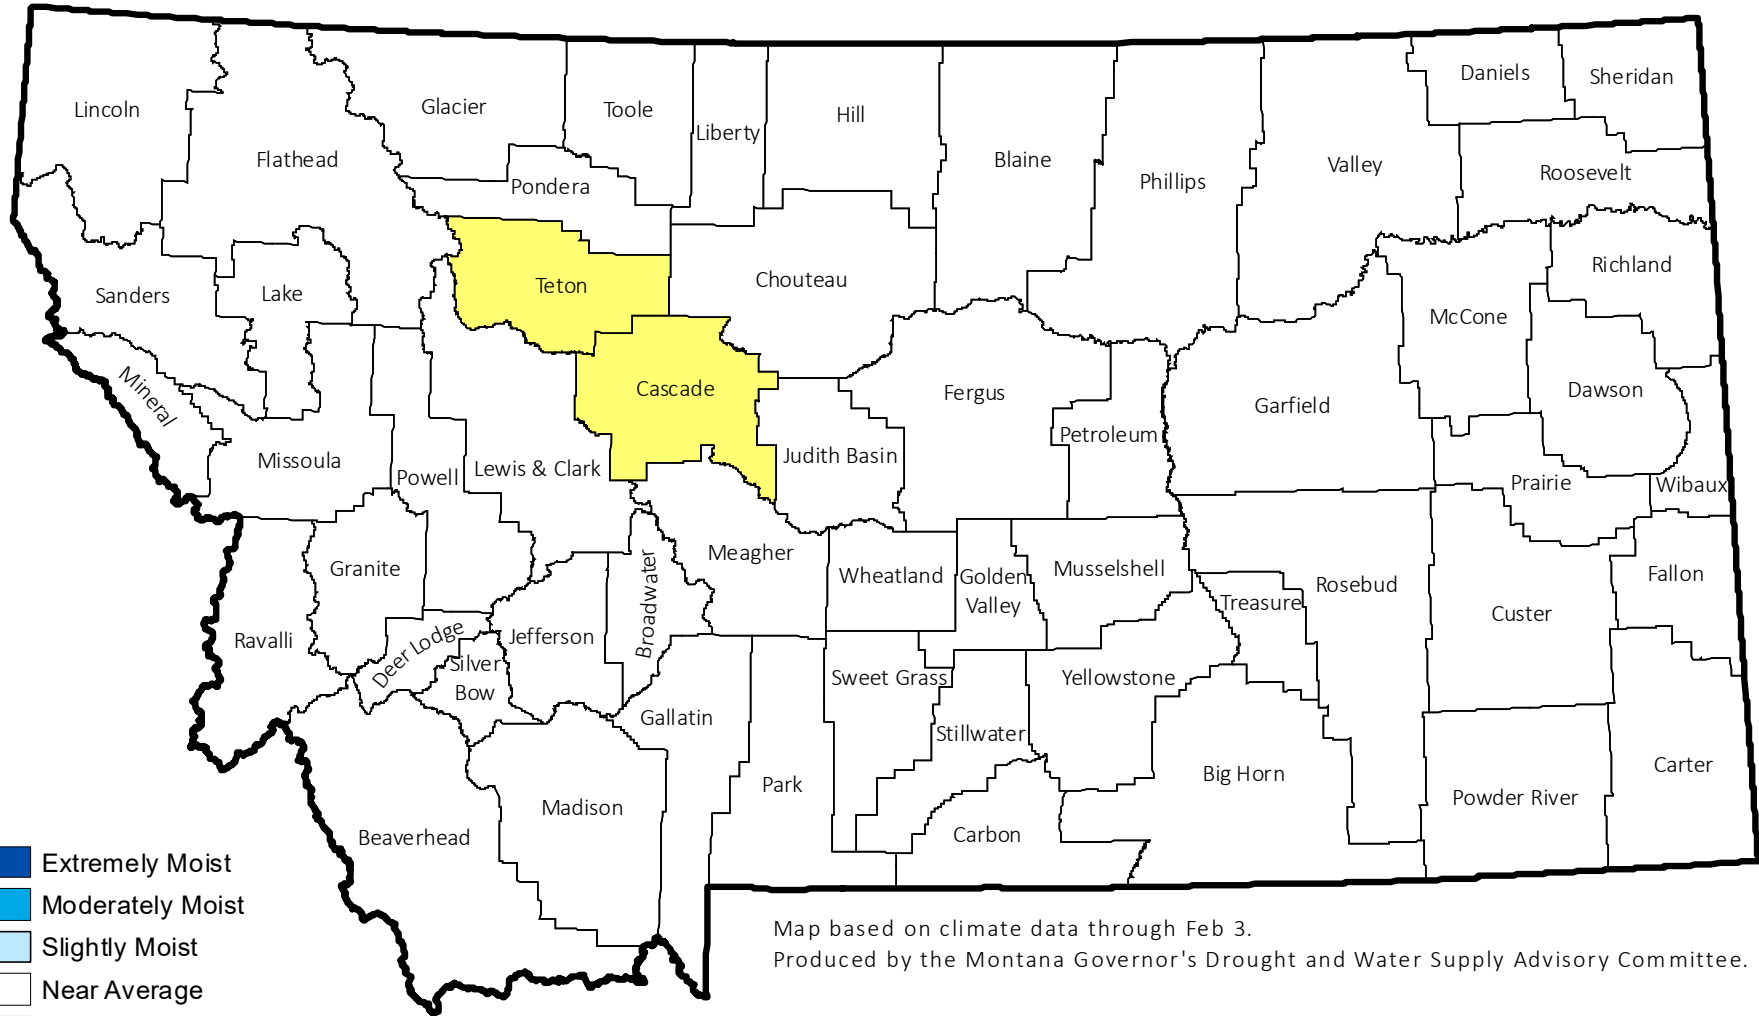 Lincoln
Flathead
Glacier
Toole
Liberty
Hill
Blaine
Phillips
Valley
Daniels
Sheridan
Roosevelt
Pondera
Teton
Chouteau
Richland
McCone
Sanders
Lake
Mineral
Cascade
Fergus
Garfield
Dawson
Petroleum
Missoula
Powell
Lewis & Clark
Judith Basin
Prairie
Wibaux
Granite
Meagher
Broadwater
Wheatland
Golden
Valley
Musselshell
Treasure
Rosebud
Custer
Fallon
Ravalli
Deer Lodge
Silver
Bow
Jefferson
Gallatin
Sweet Grass
Yellowstone
Stillwater
Beaverhead
Madison
Park
Carbon
Big Horn
Powder River
Carter
Extremely Moist
Moderately Moist
Slightly Moist
Near Average
Map based on climate data through Feb 3.
Produced by the Montana Governor's Drought and Water Supply Advisory Committee.